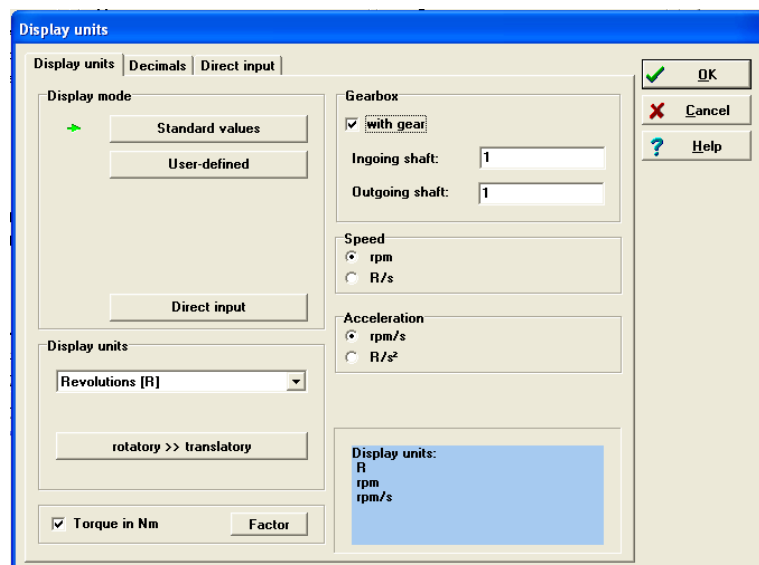 Display units
Display units
Decimals
Direct input
Display mode
Standard values
User-defined
Direct input
Display units
Revolutions [R]
rotatory >> translatory
Torque in Nm
Factor
Gearbox
with gear
Ingoing shaft:
1
Outgoing shaft:
1
Speed
rpm
R/s
Acceleration
rpm/s
R/s²
Display units:
R
rpm
rpm/s
OK
Cancel
Help